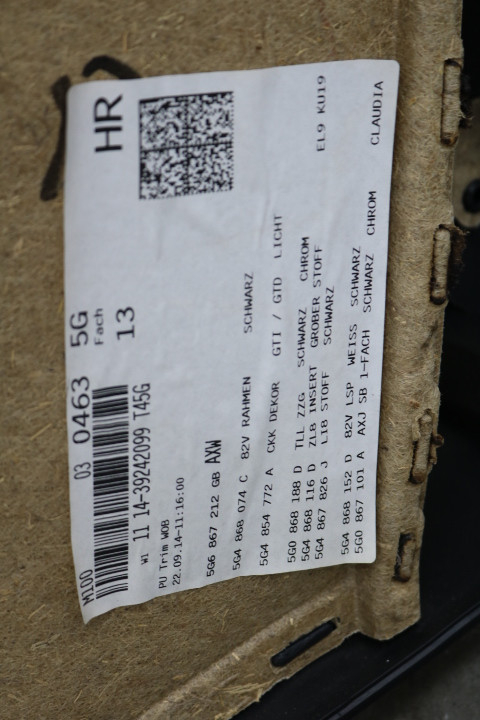 M100
03 0463 5G HR
Fach
13
W1 11 14-39242099 T45G
PU Trim WOB
22.09.14-11:16:00
5G6 867 212 GB AXW
5G4 868 074 C 82V RAHMEN SCHWARZ
5G4 854 772 A CKK DEKOR GTI / GTD LICHT
EL9 KU19
5G0 868 188 D TLL ZZG SCHWARZ CHROM
5G4 868 116 D ZLB INSERT GROBER STOFF
5G4 867 826 J LIB STOFF SCHWARZ
5G4 868 152 D 82V LSP WEISS SCHWARZ
5G0 867 101 A AXJ SB 1-FACH SCHWARZ CHROM
CLAUDIA